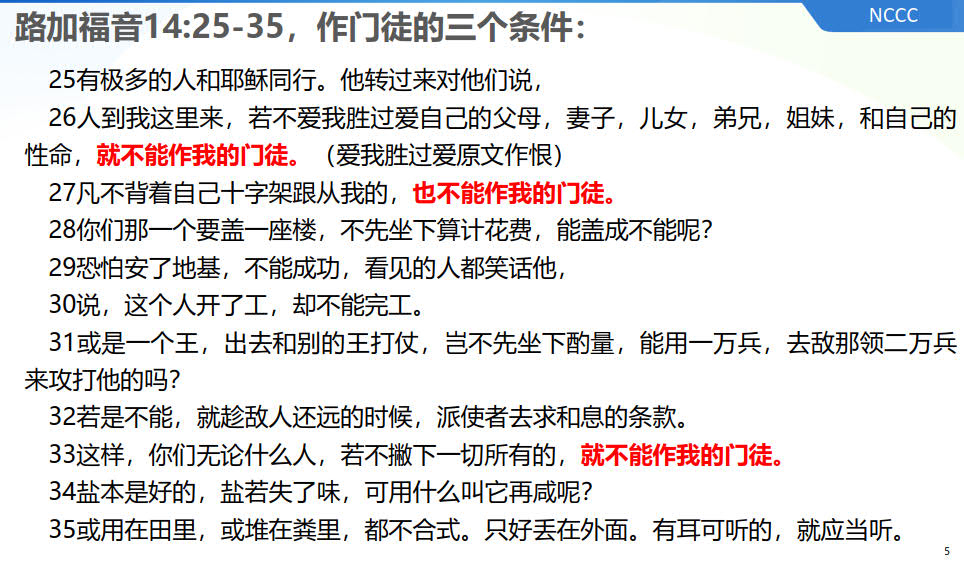 NCCC
路加福音14:25-35，作门徒的三个条件：
25有极多的人和耶稣同行。他转过来对他们说，
26人到我这里来，若不爱我胜过爱自己的父母，妻子，儿女，弟兄，姐妹，和自己的
性命，就不能作我的门徒。（爱我胜过爱原文作恨）
27凡不背着自己十字架跟从我的，也不能作我的门徒。
28你们那一个要盖一座楼，不先坐下算计花费，能盖成不能呢？
29恐怕安了地基，不能成功，看见的人都笑话他，
30说，这个人开了工，却不能完工。
31或是一个王，出去和别的王打仗，岂不先坐下酌量，能用一万兵，去敌那领二万兵
来攻打他的吗？
32若是不能，就趁敌人还远的时候，派使者去求和息的条款。
33这样，你们无论什么人，若不撇下一切所有的，就不能作我的门徒。
34盐本是好的，盐若失了味，可用什么叫它再咸呢？
35或用在田里，或堆在粪里，都不合式。只好丢在外面。有耳可听的，就应当听。
5